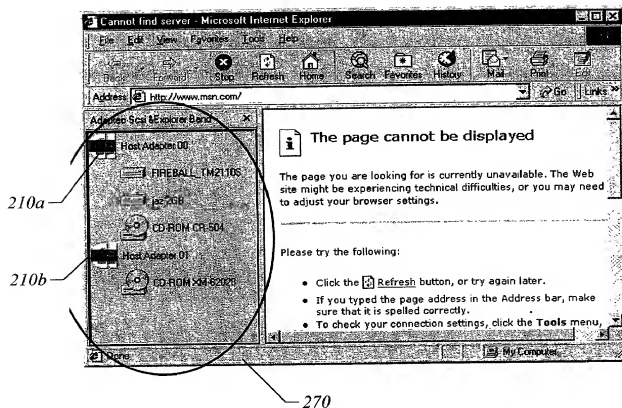 Cannot find server - Microsoft Internet Explorer
File Edit View Favorites Tools Help
Back Forward Stop Refresh Home Search Favorites History Mail Print Edit
Address http://www.msn.com/ Go Links »
Adaptec Scsi &Explorer Band ×
Host Adapter 00
FIREBALL_TM2110S
jaz 2GB
CD-ROM CR-504
Host Adapter 01
CD-ROM XM-6202B
The page cannot be displayed
The page you are looking for is currently unavailable. The Web
site might be experiencing technical difficulties, or you may need
to adjust your browser settings.
Please try the following:
• Click the Refresh button, or try again later.
• If you typed the page address in the Address bar, make
sure that it is spelled correctly.
• To check your connection settings, click the Tools menu,
Done My Computer
210a
210b
270